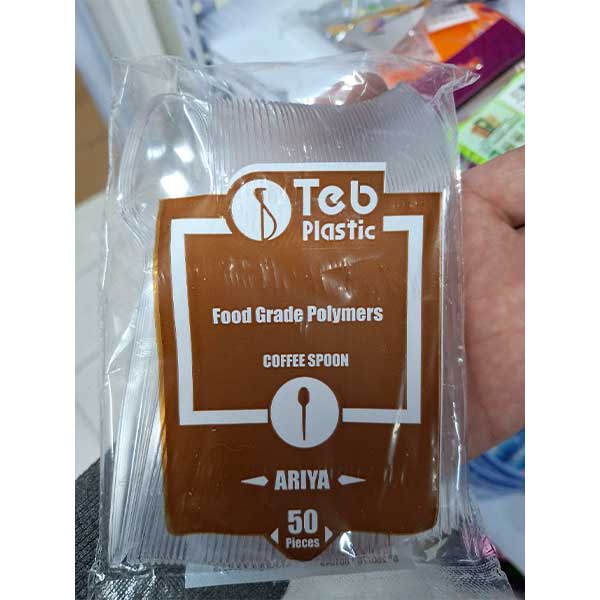 Teb
Plastic
Food Grade Polymers
COFFEE SPOON
ARIYA
50
Pieces